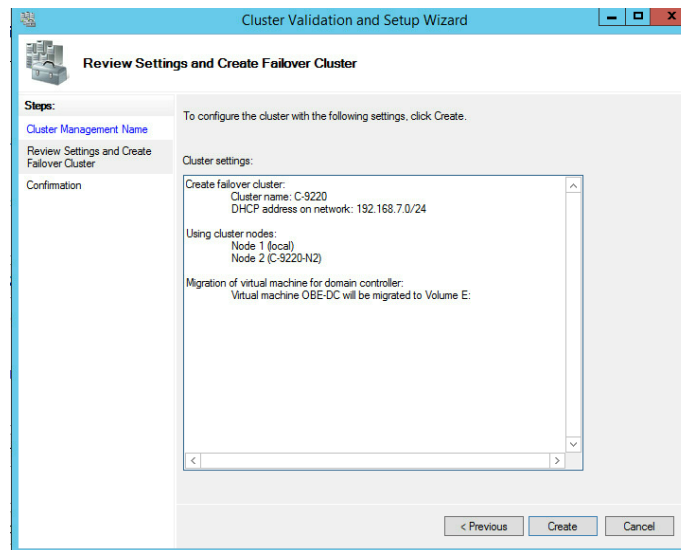 Cluster Validation and Setup Wizard
Review Settings and Create Failover Cluster
Steps:
Cluster Management Name
Review Settings and Create
Failover Cluster
Confirmation
To configure the cluster with the following settings, click Create.
Cluster settings:
Create failover cluster:
Cluster name: C-9220
DHCP address on network: 192.168.7.0/24
Using cluster nodes:
Node 1 (local)
Node 2 (C-9220-N2)
Migration of virtual machine for domain controller:
Virtual machine OBE-DC will be migrated to Volume E:
< Previous
Create
Cancel